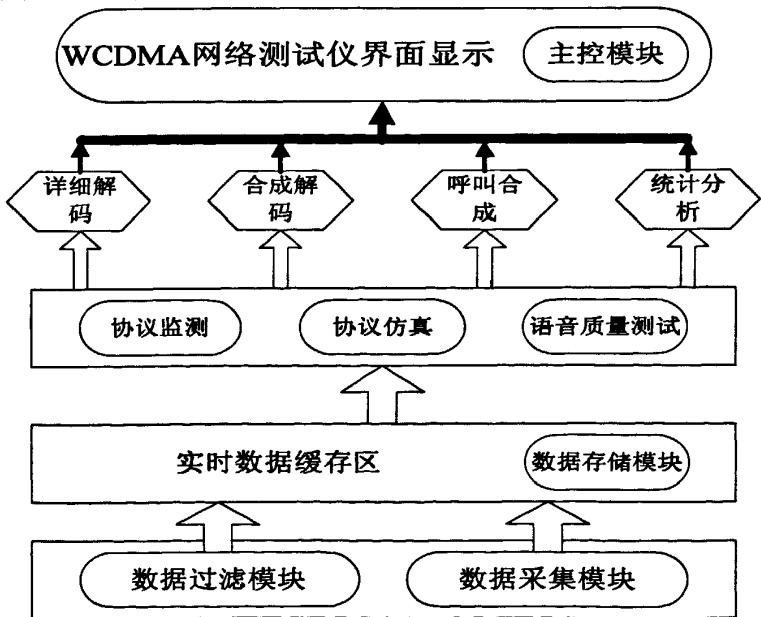 WCDMA网络测试仪界面显示 主控模块
详细解
码
合成解
码
呼叫合
成
统计分
析
协议监测 协议仿真 语音质量测试
实时数据缓存区 数据存储模块
数据过滤模块 数据采集模块